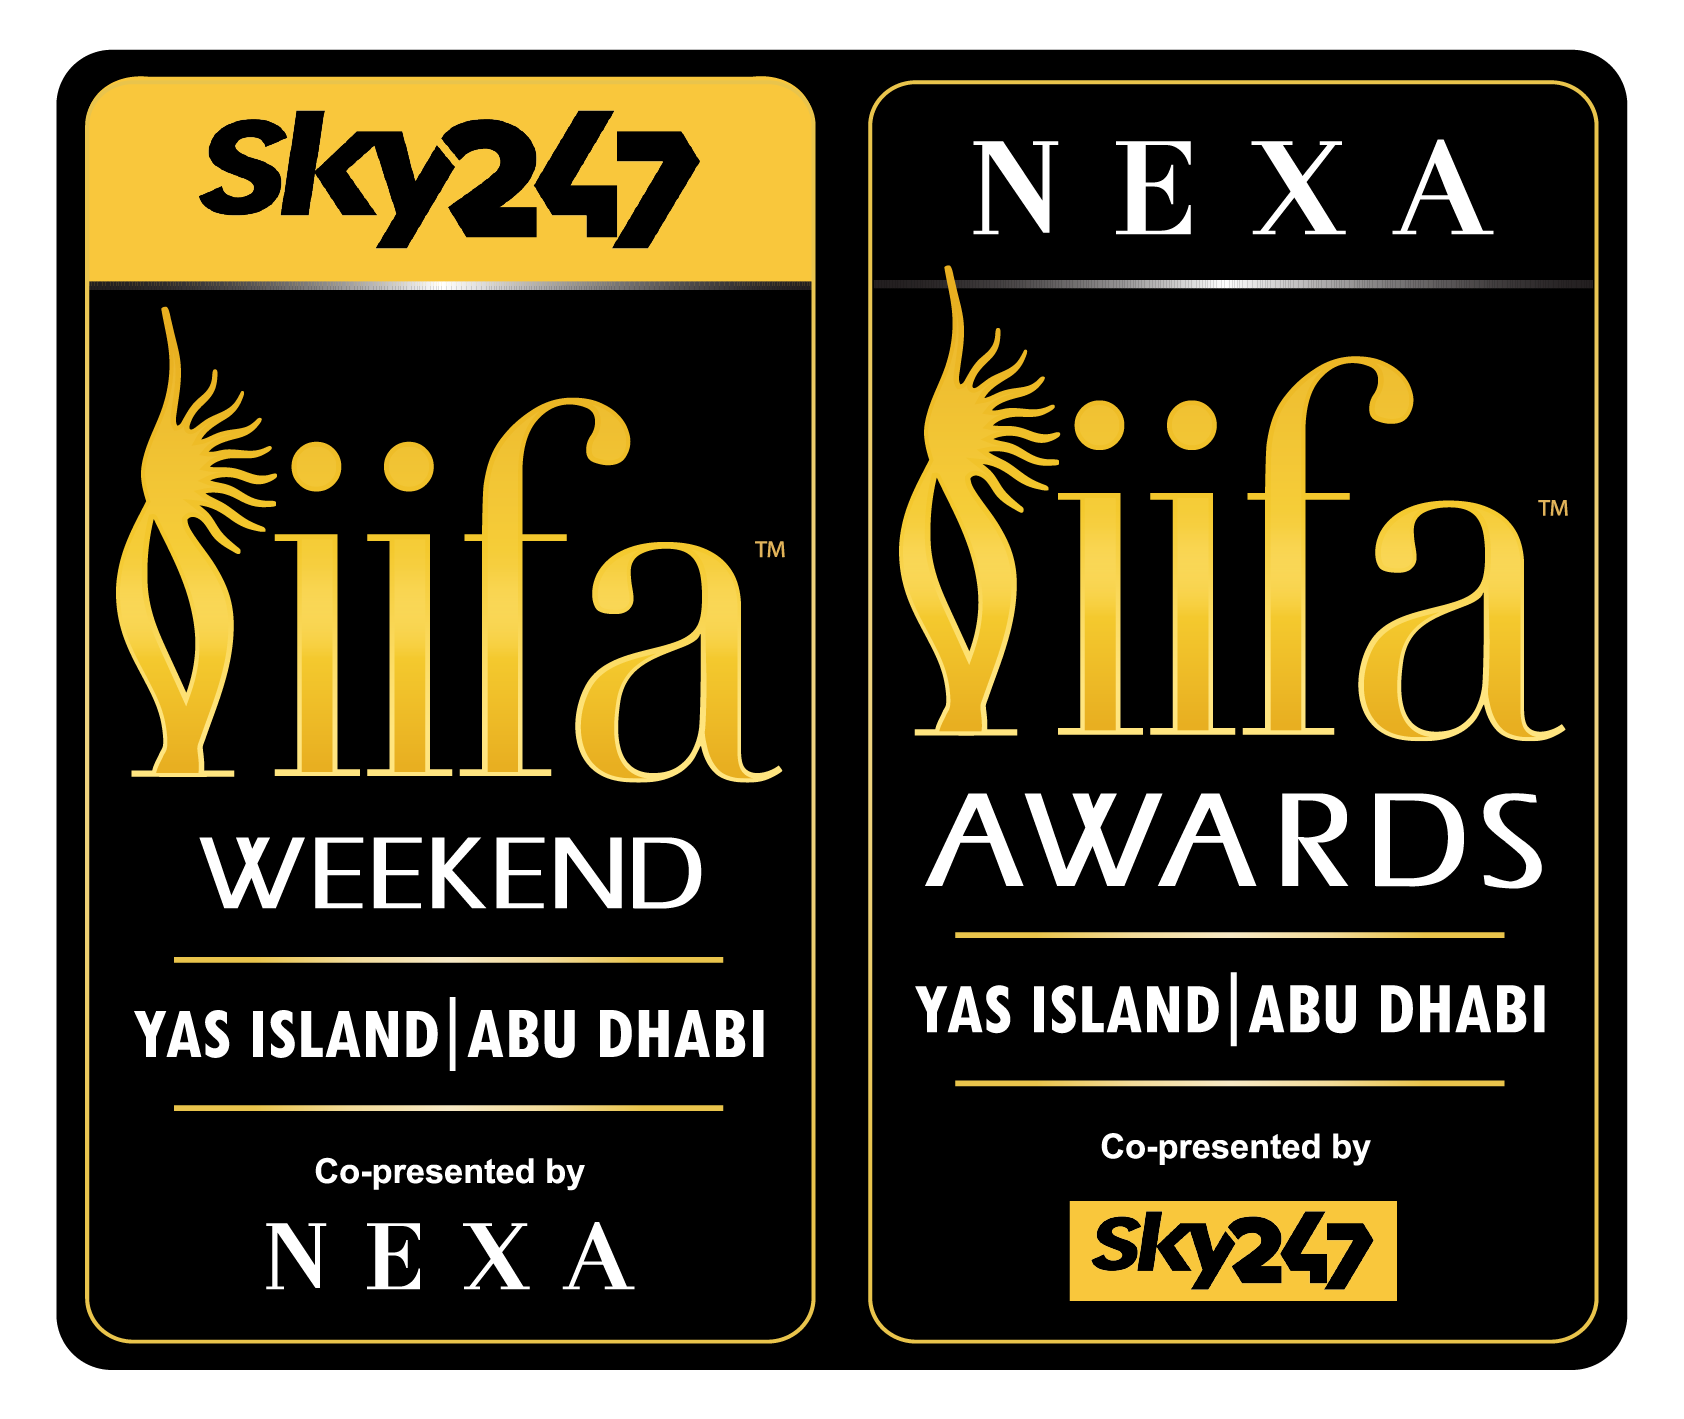 Sky247
iifa™
WEEKEND
YAS ISLAND|ABU DHABI
Co-presented by
NEXA
NEXA
iifa™
AWARDS
YAS ISLAND|ABU DHABI
Co-presented by
Sky247